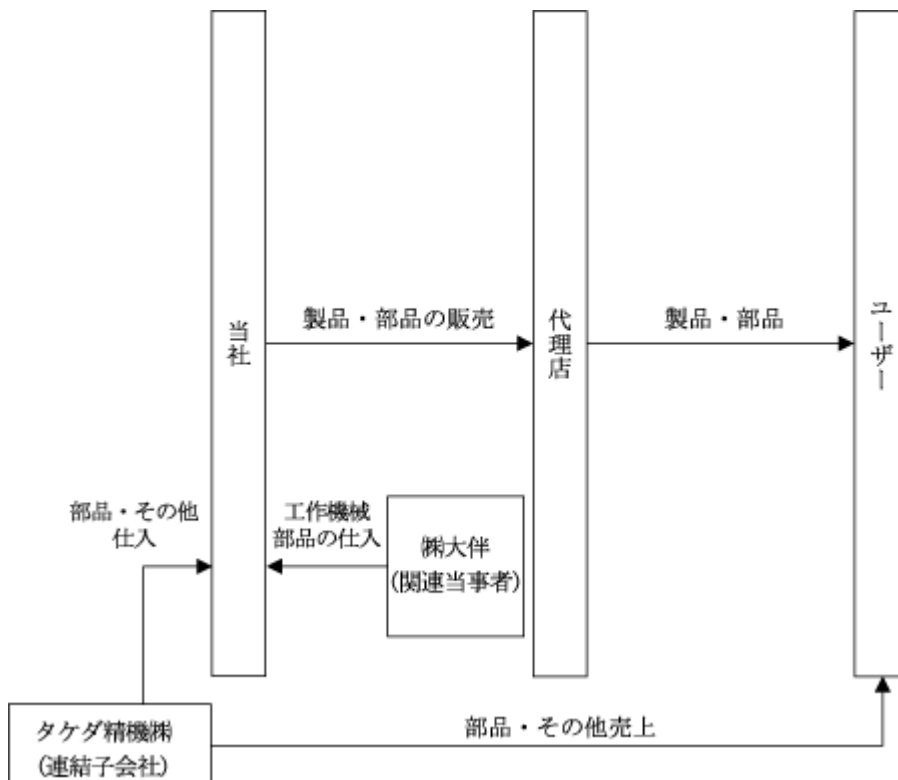 当社
製品・部品の販売
代理店
製品・部品
ユーザー
部品・その他
仕入
工作機械
部品の仕入
㈱大伴
(関連当事者)
タケダ精機㈱
(連結子会社)
部品・その他売上